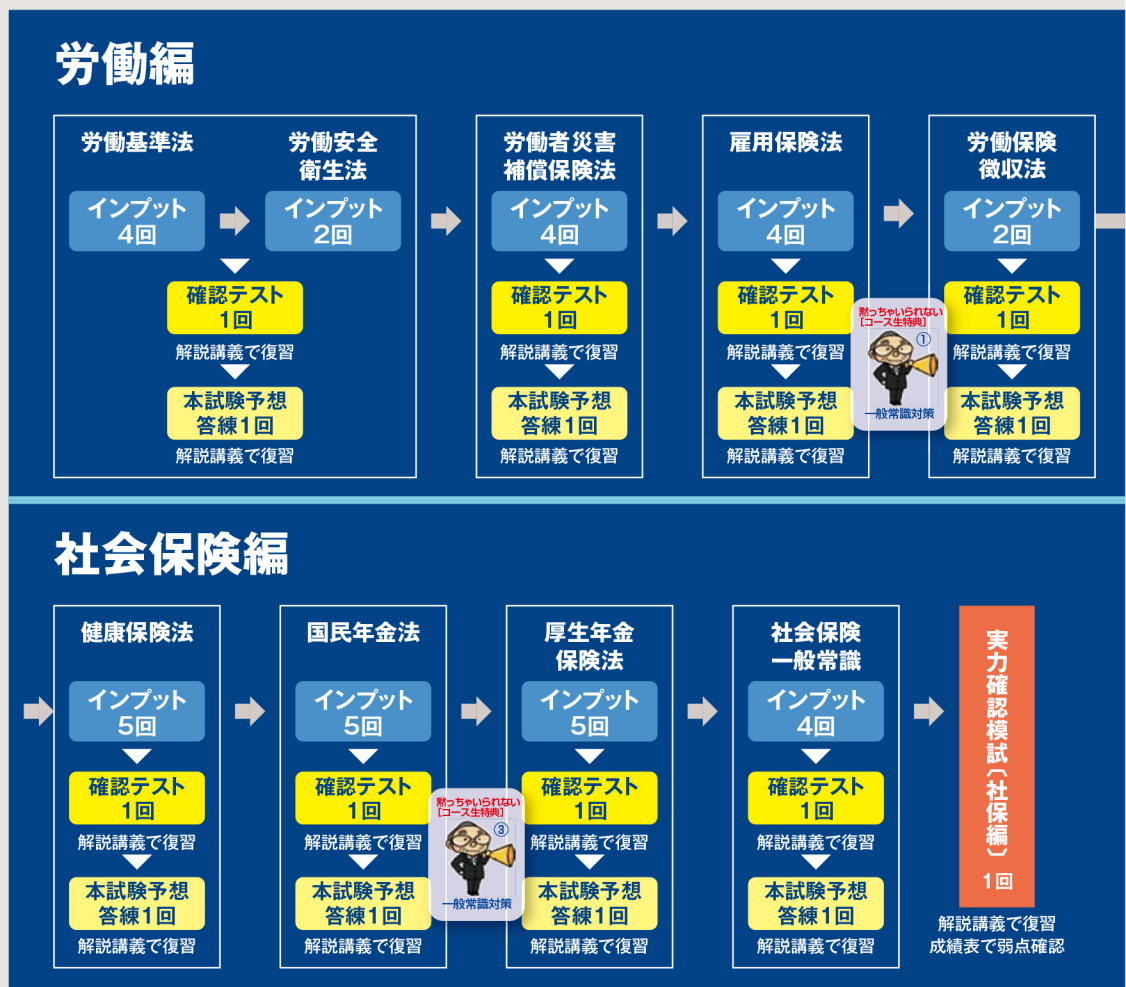 労働編
労働基準法
インプット
4回
労働安全
衛生法
インプット
2回
確認テスト
1回
解説講義で復習
本試験予想
答練1回
解説講義で復習
労働者災害
補償保険法
インプット
4回
確認テスト
1回
解説講義で復習
本試験予想
答練1回
解説講義で復習
雇用保険法
インプット
4回
確認テスト
1回
解説講義で復習
本試験予想
答練1回
解説講義で復習
黙っちゃいられない
[コース生特典]
①
一般常識対策
労働保険
徴収法
インプット
2回
確認テスト
1回
解説講義で復習
本試験予想
答練1回
解説講義で復習
社会保険編
健康保険法
インプット
5回
確認テスト
1回
解説講義で復習
本試験予想
答練1回
解説講義で復習
国民年金法
インプット
5回
確認テスト
1回
解説講義で復習
本試験予想
答練1回
解説講義で復習
黙っちゃいられない
[コース生特典]
③
一般常識対策
厚生年金
保険法
インプット
5回
確認テスト
1回
解説講義で復習
本試験予想
答練1回
解説講義で復習
社会保険
一般常識
インプット
4回
確認テスト
1回
解説講義で復習
本試験予想
答練1回
解説講義で復習
実力確認模試〔社保編〕
1回
解説講義で復習
成績表で弱点確認